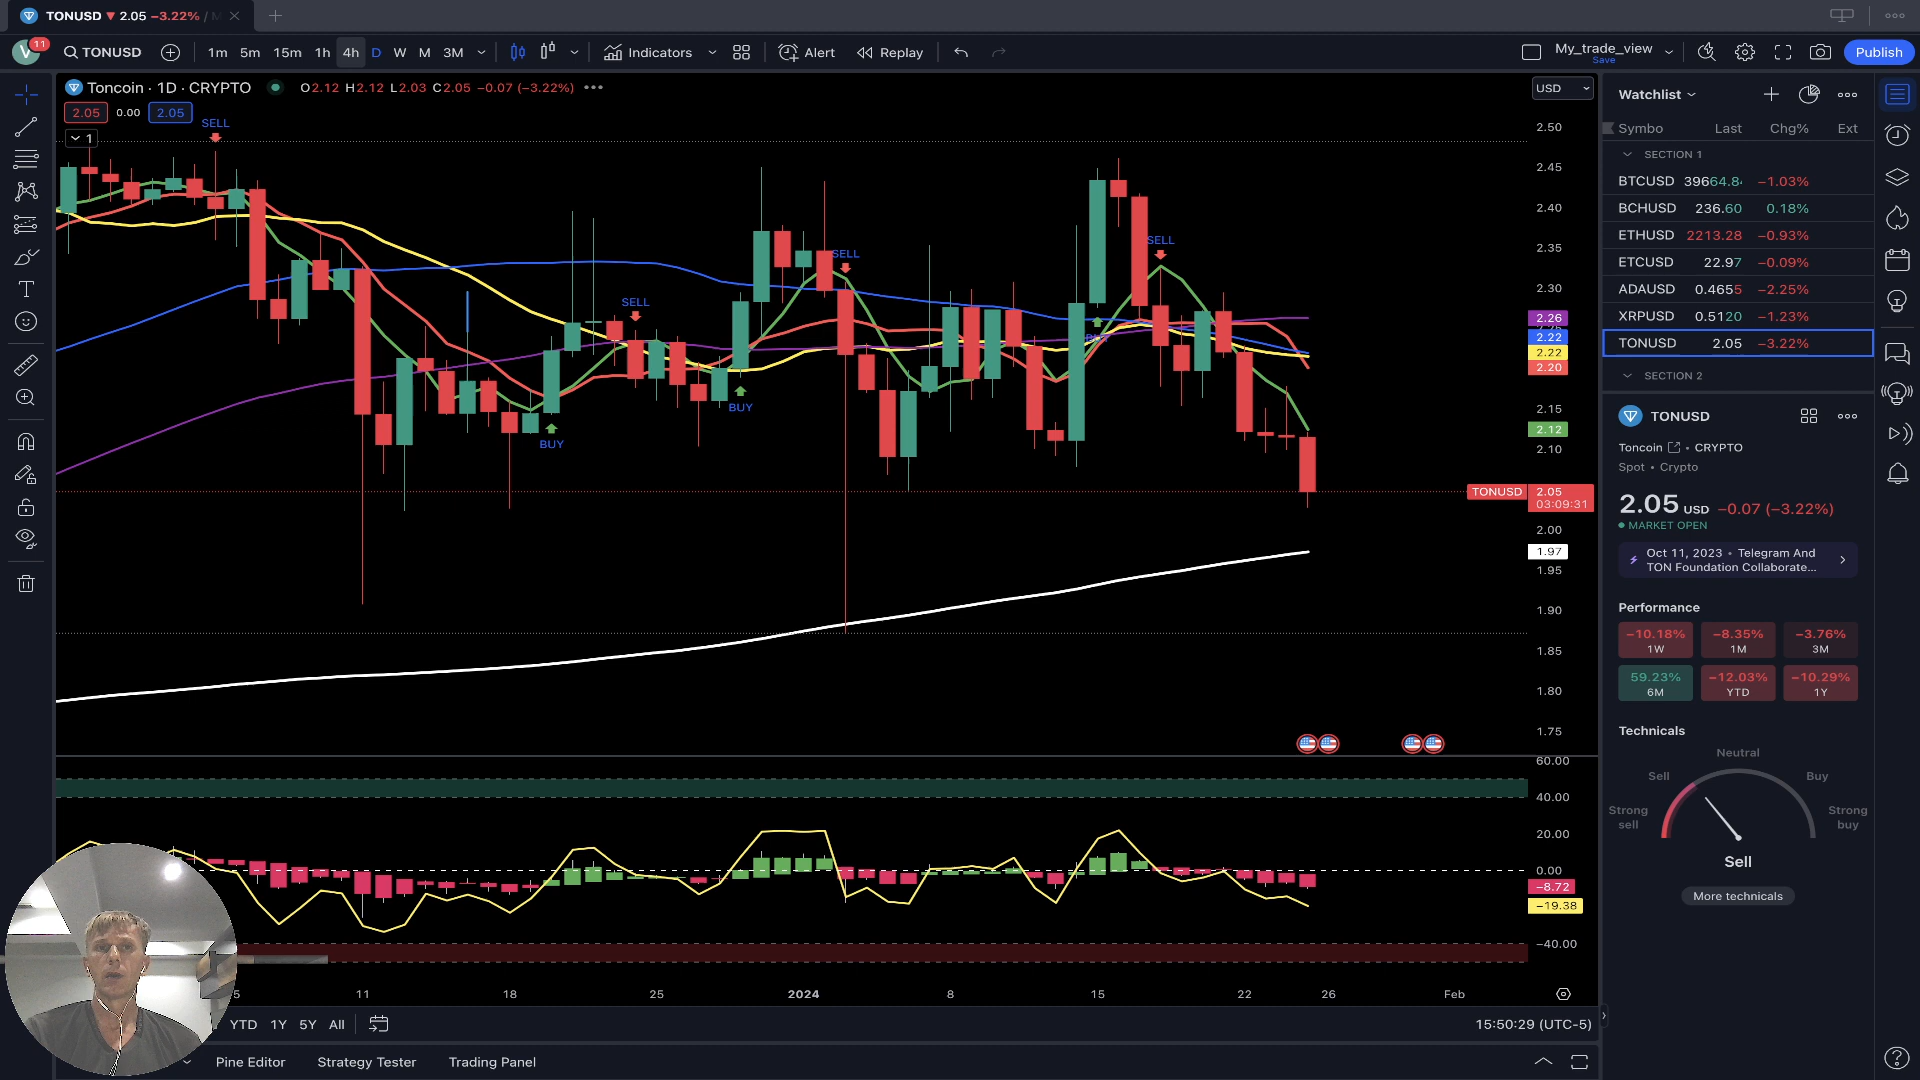 TONUSD ▼ 2.05 −3.22% /
V 11 TONUSD 1m 5m 15m 1h 4h D W M 3M Indicators Alert Replay My_trade_view Save Publish
Toncoin · 1D · CRYPTO O2.12 H2.12 L2.03 C2.05 −0.07 (−3.22%)
2.05 0.00 2.05
1
USD
SELL
SELL
SELL
SELL
BUY
BUY
2.50
2.45
2.40
2.35
2.30
2.26
2.22
2.22
2.20
2.15
2.12
2.10
TONUSD 2.05
03:09:31
2.00
1.97
1.95
1.90
1.85
1.80
1.75
60.00
40.00
20.00
0.00
−8.72
−19.38
−40.00
11 18 25 2024 8 15 22 26 Feb
YTD 1Y 5Y All 15:50:29 (UTC-5)
Pine Editor Strategy Tester Trading Panel
Watchlist
Symbo Last Chg% Ext
SECTION 1
BTCUSD 39664.84 −1.03%
BCHUSD 236.60 0.18%
ETHUSD 2213.28 −0.93%
ETCUSD 22.97 −0.09%
ADAUSD 0.4655 −2.25%
XRPUSD 0.5120 −1.23%
TONUSD 2.05 −3.22%
SECTION 2
TONUSD
Toncoin • CRYPTO
Spot • Crypto
2.05 USD −0.07 (−3.22%)
MARKET OPEN
Oct 11, 2023 • Telegram And
TON Foundation Collaborate...
Performance
−10.18% −8.35% −3.76%
1W 1M 3M
59.23% −12.03% −10.29%
6M YTD 1Y
Technicals
Neutral
Sell Buy
Strong sell Strong buy
Sell
More technicals